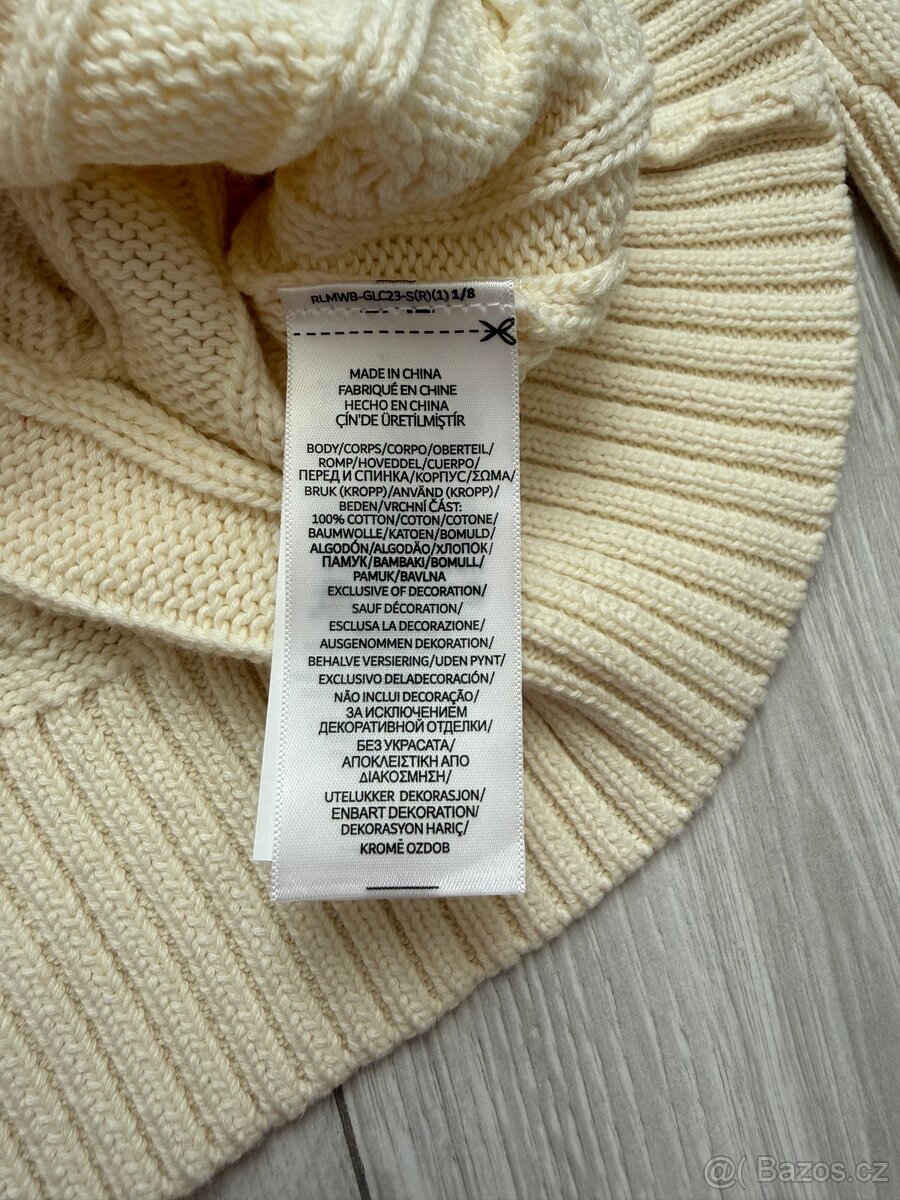 RLMWB-GLC23-S(R)(1) 1/8
MADE IN CHINA
FABRIQUÉ EN CHINE
HECHO EN CHINA
ÇİN'DE ÜRETİLMİŞTİR
BODY/CORPS/CORPO/OBERTEIL/
ROMP/HOVEDDEL/CUERPO/
ПЕРЕД И СПИНКА/КОРПУС/ΣΩΜΑ/
BRUK (KROPP)/ANVÄND (KROPP)/
BEDEN/VRCHNÍ ČÁST:
100% COTTON/COTON/COTONE/
BAUMWOLLE/KATOEN/BOMULD/
ALGODÓN/ALGODÃO/ХЛОПОК/
ПАМУК/BAMBAKI/BOMULL/
PAMUK/BAVLNA
EXCLUSIVE OF DECORATION/
SAUF DÉCORATION/
ESCLUSA LA DECORAZIONE/
AUSGENOMMEN DEKORATION/
BEHALVE VERSIERING/UDEN PYNT/
EXCLUSIVO DELADECORACIÓN/
NÃO INCLUI DECORAÇÃO/
ЗА ИСКЛЮЧЕНИЕМ
ДЕКОРАТИВНОЙ ОТДЕЛКИ/
БЕЗ УКРАСАТА/
ΑΠΟΚΛΕΙΣΤΙΚΗ ΑΠΟ
ΔΙΑΚΟΣΜΗΣΗ/
UTELUKKER DEKORASJON/
ENBART DEKORATION/
DEKORASYON HARİÇ/
KROMĚ OZDOB
@( Bazos.cz